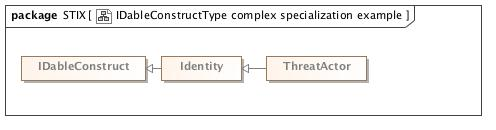 package STIX [ IDableConstructType complex specialization example ]
IDableConstruct Identity ThreatActor